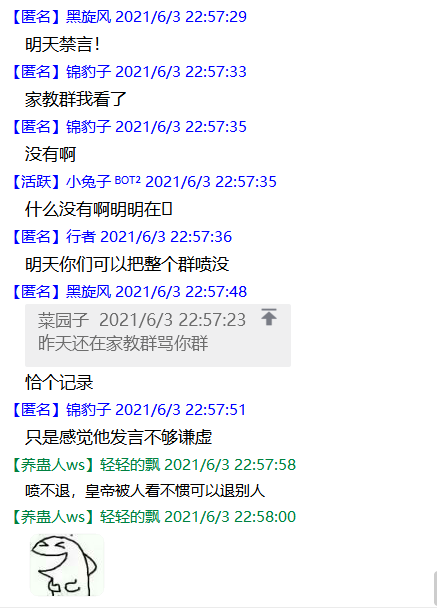 【匿名】黑旋风 2021/6/3 22:57:29
明天禁言！
【匿名】锦豹子 2021/6/3 22:57:33
家教群我看了
【匿名】锦豹子 2021/6/3 22:57:35
没有啊
【活跃】小兔子 BOT2 2021/6/3 22:57:35
什么没有啊明明在
【匿名】行者 2021/6/3 22:57:36
明天你们可以把整个群喷没
【匿名】黑旋风 2021/6/3 22:57:48
菜园子 2021/6/3 22:57:23
昨天还在家教群骂你群
恰个记录
【匿名】锦豹子 2021/6/3 22:57:51
只是感觉他发言不够谦虚
【养蛊人ws】轻轻的飘 2021/6/3 22:57:58
喷不退，皇帝被人看不惯可以退别人
【养蛊人ws】轻轻的飘 2021/6/3 22:58:00